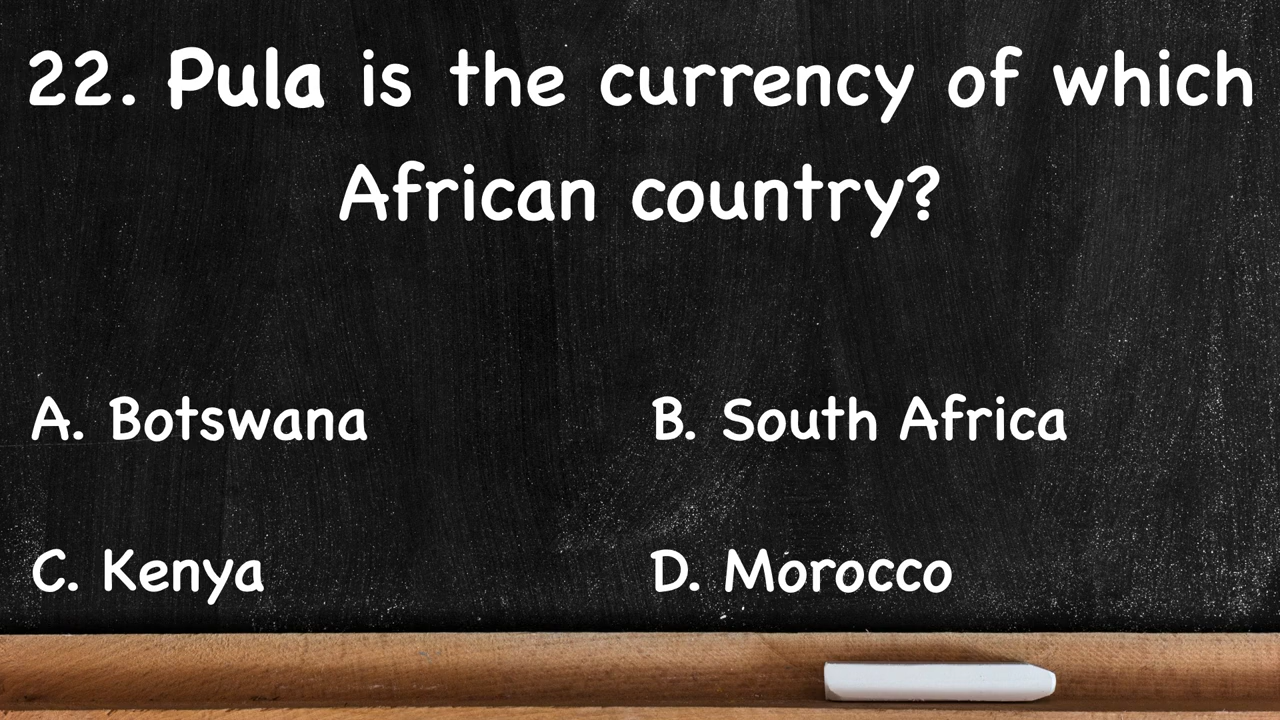 22. Pula is the currency of which
African country?
A. Botswana
B. South Africa
C. Kenya
D. Morocco